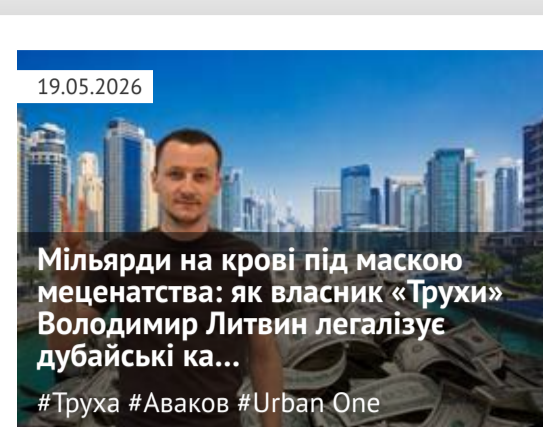 19.05.2026
Мільярди на крові під маскою
меценатства: як власник «Трухи»
Володимир Литвин легалізує
дубайські ка...
#Труха #Аваков #Urban One